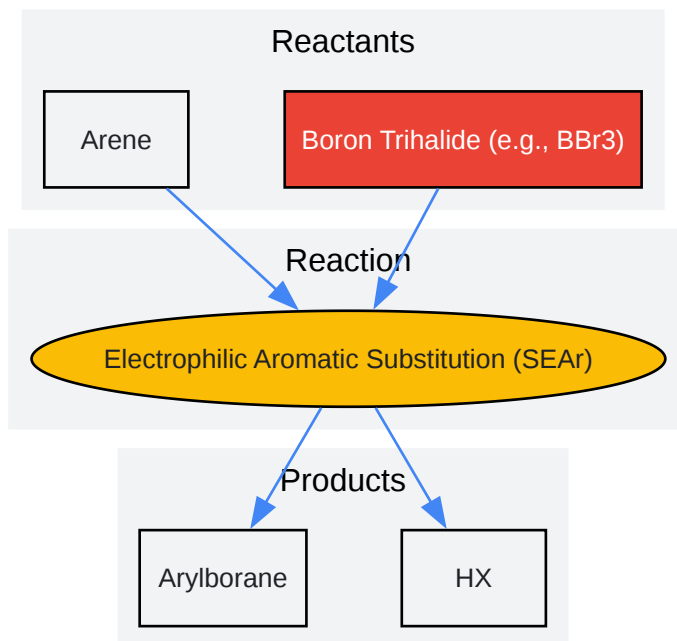 Reactants
Arene
Boron Trihalide (e.g., BBr3)
Reaction
Electrophilic Aromatic Substitution (SEAr)
Products
Arylborane
HX